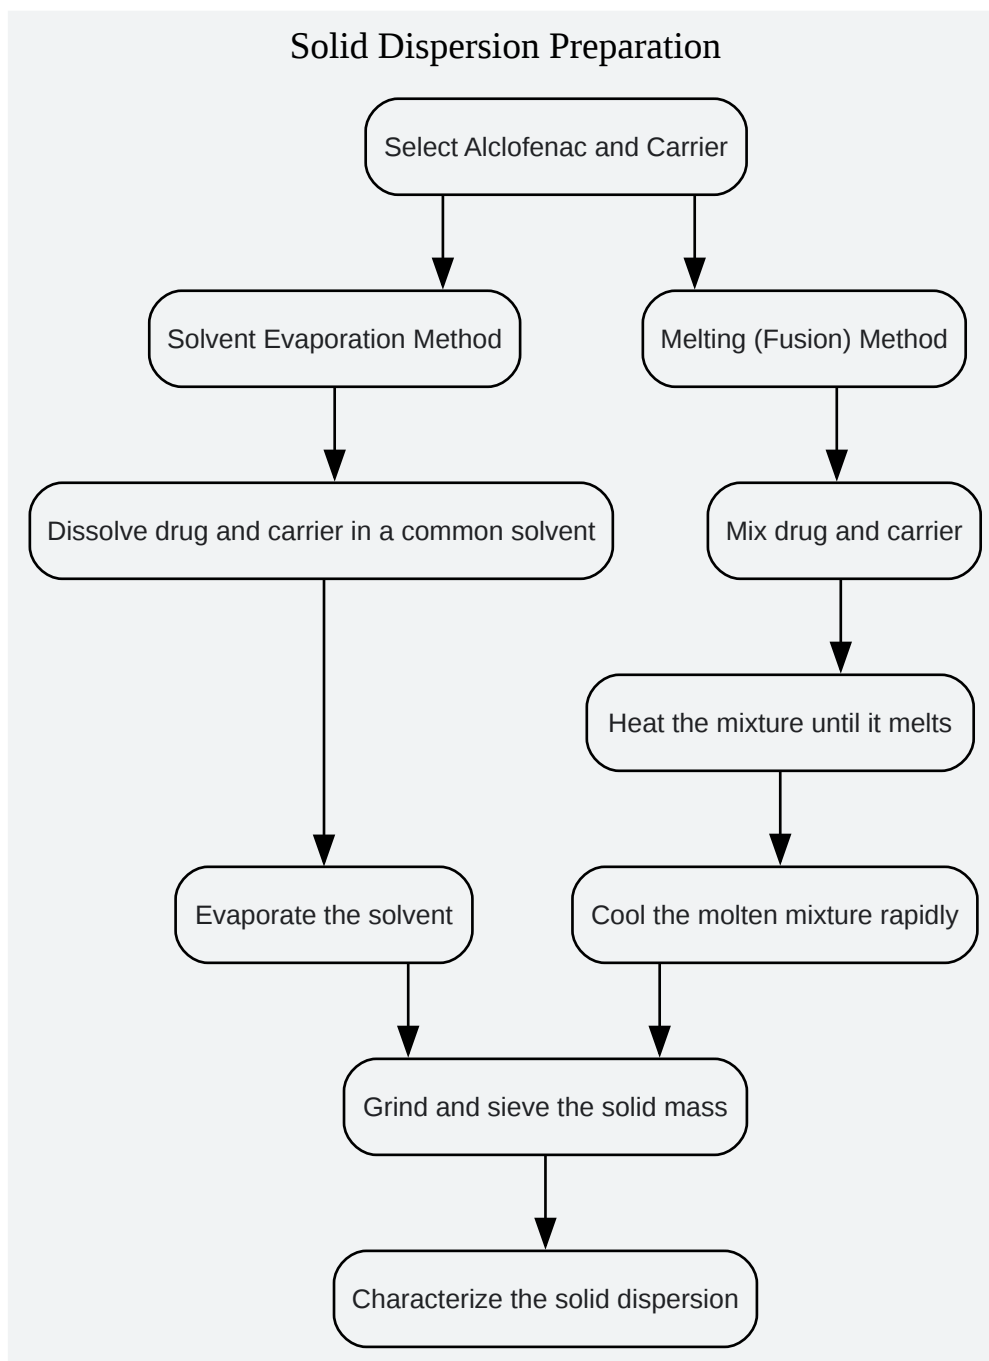 Solid Dispersion Preparation
Select Alclofenac and Carrier
Solvent Evaporation Method
Melting (Fusion) Method
Dissolve drug and carrier in a common solvent
Mix drug and carrier
Heat the mixture until it melts
Evaporate the solvent
Cool the molten mixture rapidly
Grind and sieve the solid mass
Characterize the solid dispersion